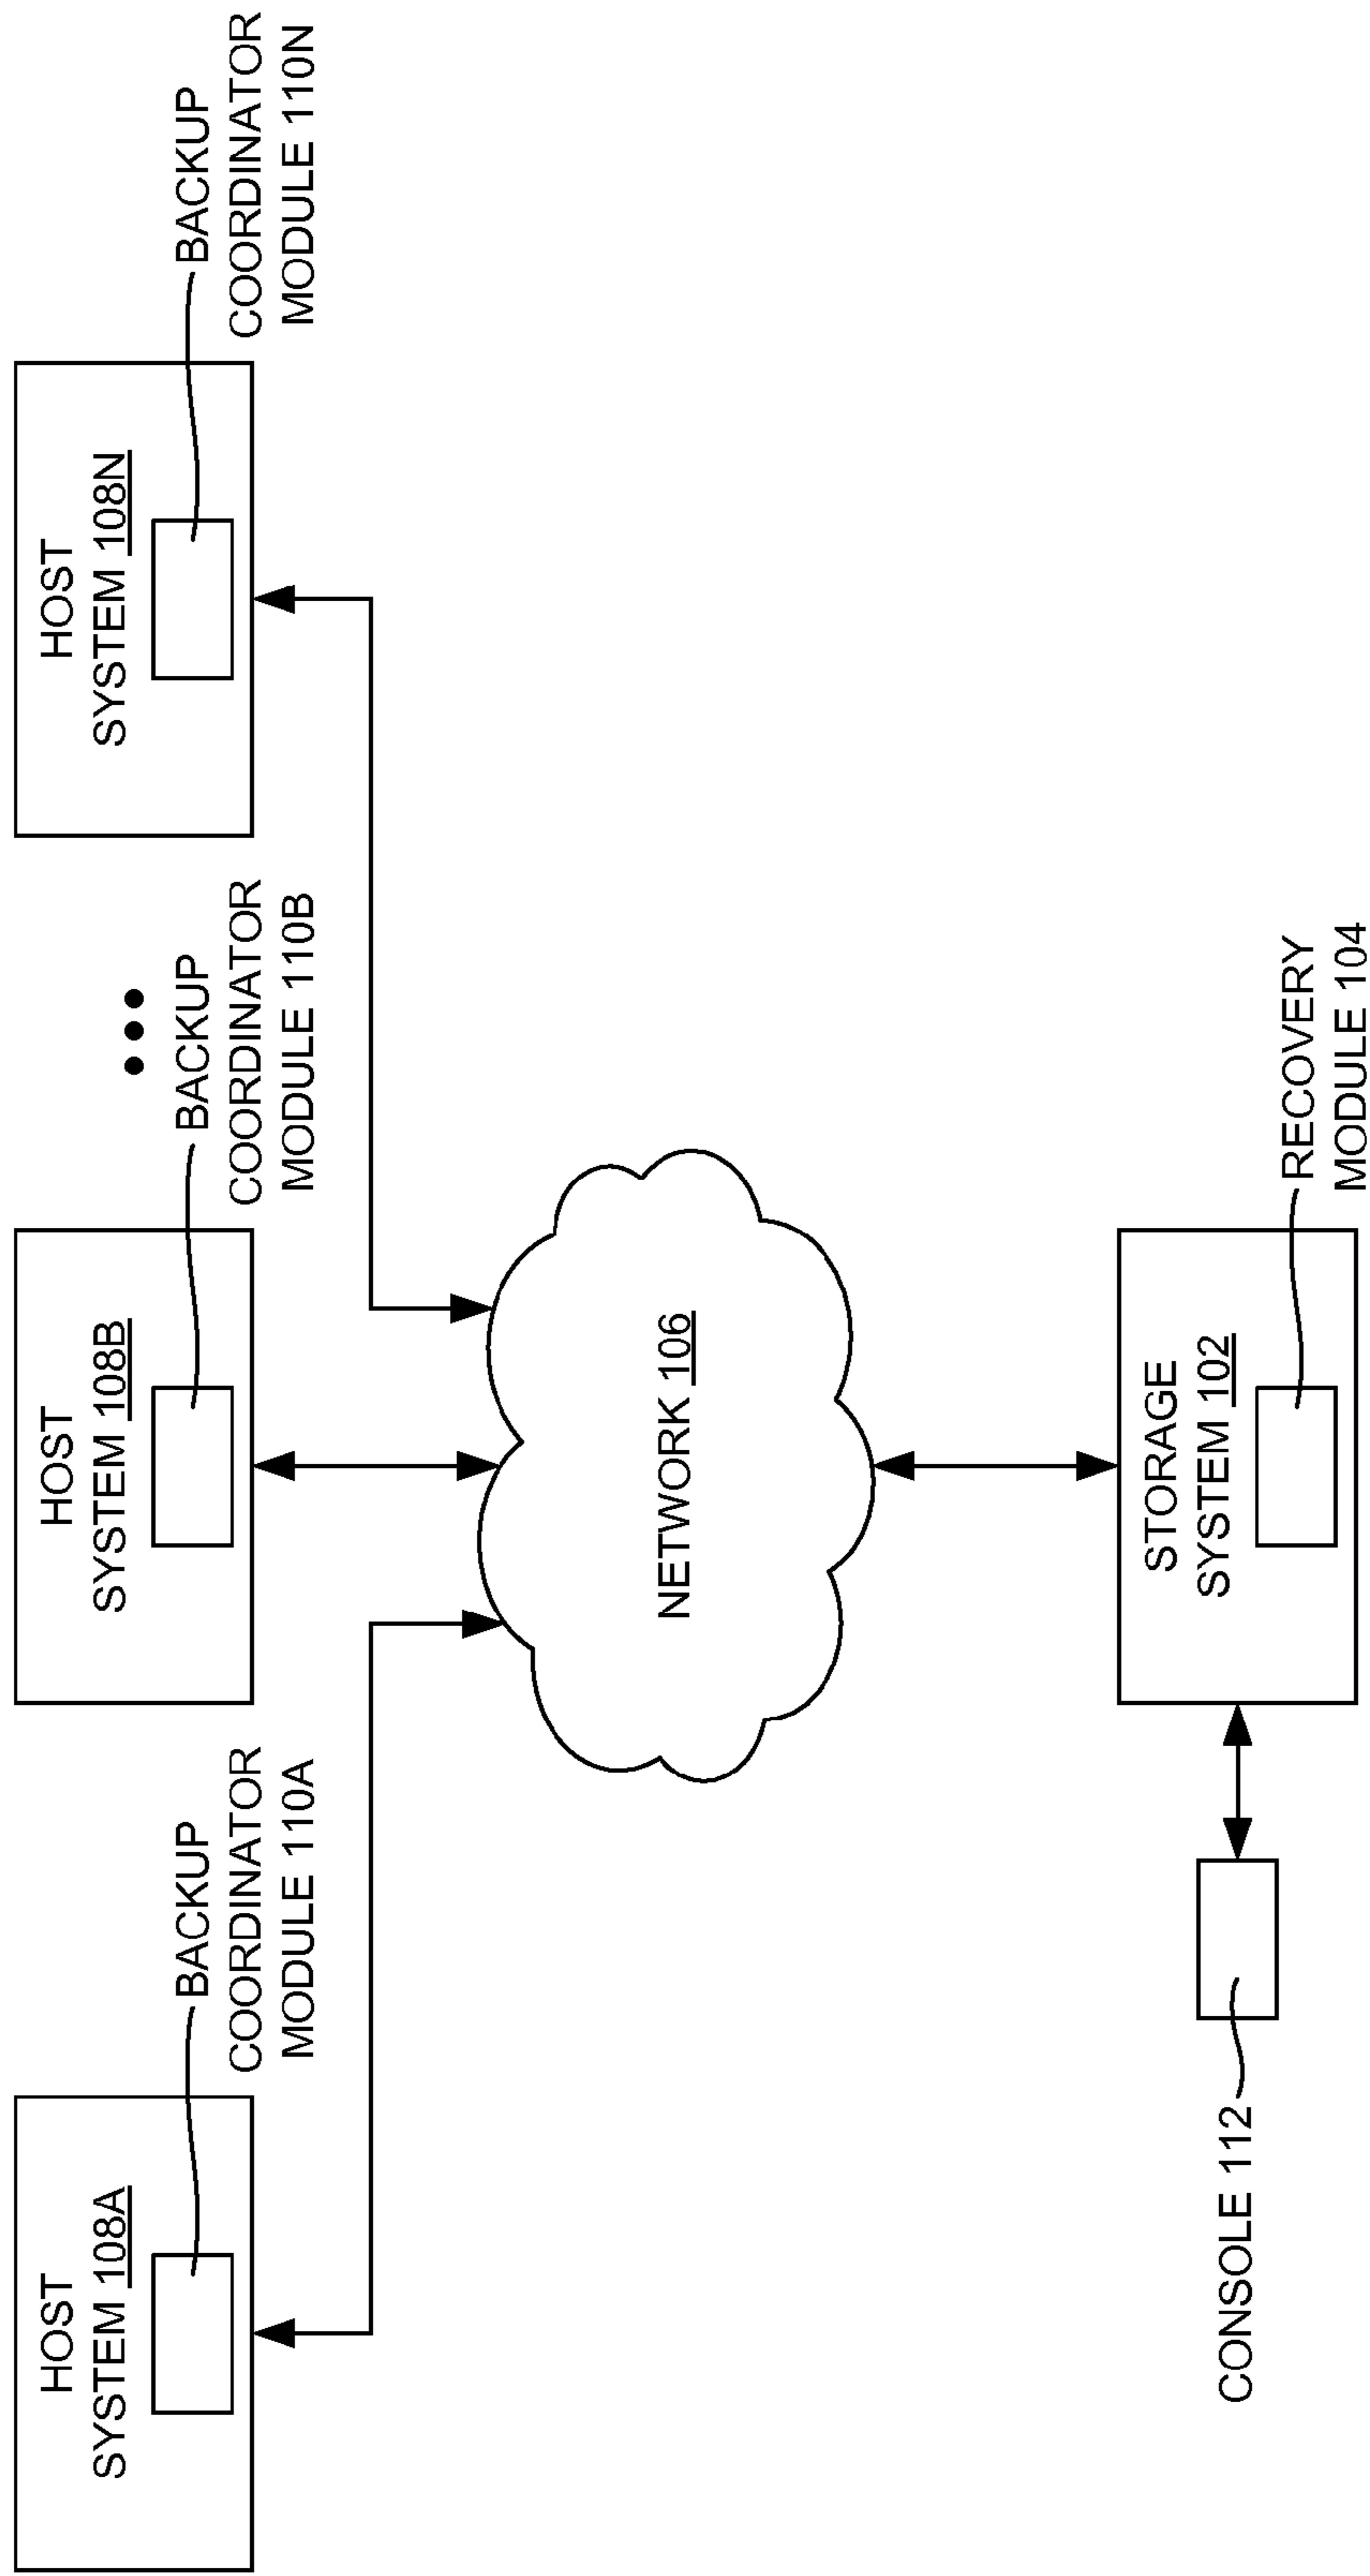 HOST
SYSTEM 108A
BACKUP
COORDINATOR
MODULE 110A
HOST
SYSTEM 108B
BACKUP
COORDINATOR
MODULE 110B
HOST
SYSTEM 108N
BACKUP
COORDINATOR
MODULE 110N
NETWORK 106
CONSOLE 112
STORAGE
SYSTEM 102
RECOVERY
MODULE 104